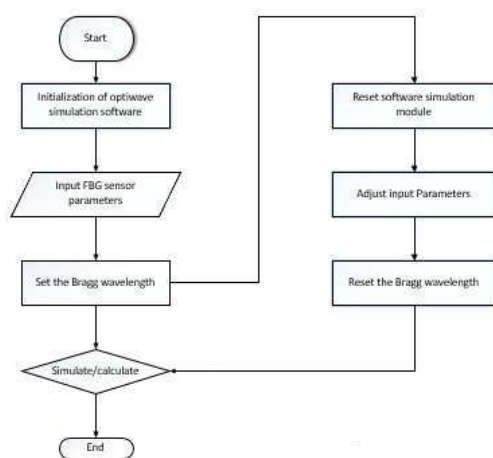 Start
Initialization of optiwave
simulation software
Input FBG sensor
parameters
Set the Bragg wavelength
Simulate/calculate
End
Reset software simulation
module
Adjust input Parameters
Reset the Bragg wavelength